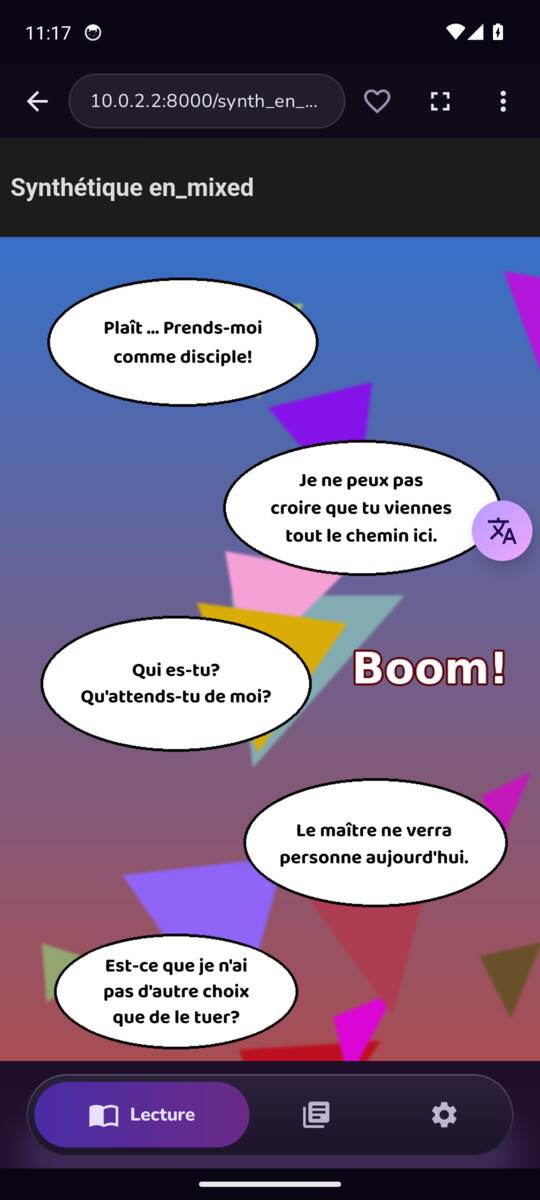 11:17
10.0.2.2:8000/synth_en_...
Synthétique en_mixed
Plaît ... Prends-moi
comme disciple!
Je ne peux pas
croire que tu viennes
tout le chemin ici.
Qui es-tu?
Qu'attends-tu de moi?
Boom!
Le maître ne verra
personne aujourd'hui.
Est-ce que je n'ai
pas d'autre choix
que de le tuer?
Lecture